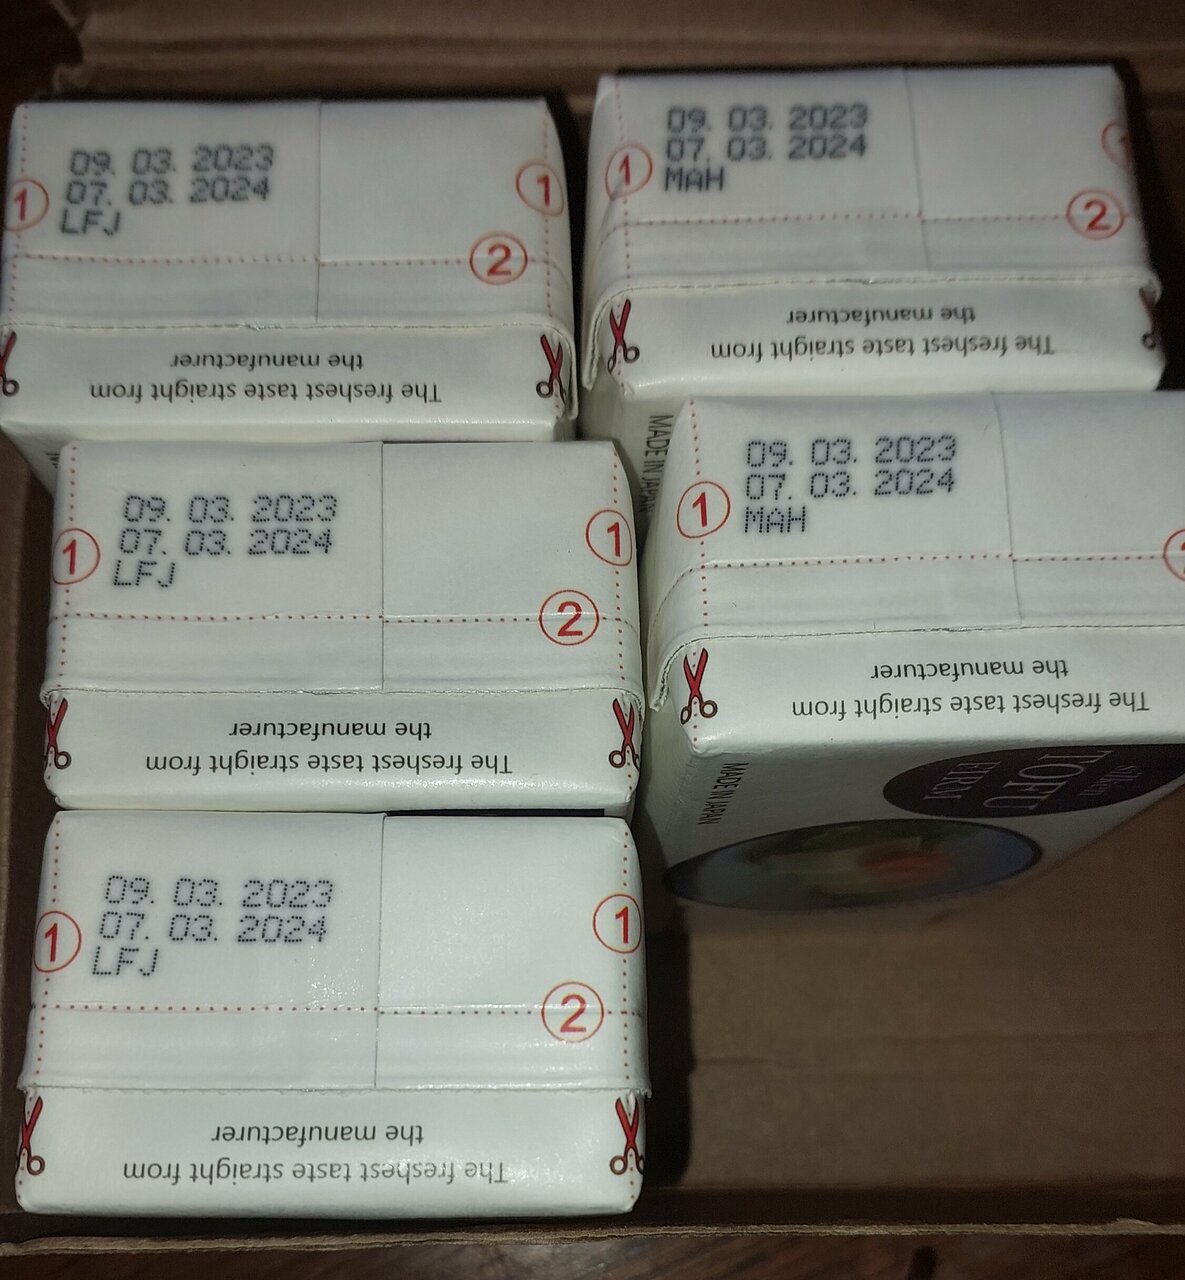 09. 03. 2023
07. 03. 2024
LFJ
1
1
2
the manufacturer
The freshest taste straight from
09. 03. 2023
07. 03. 2024
MAH
1
1
2
the manufacturer
The freshest taste straight from
MADE IN JAPAN
09. 03. 2023
07. 03. 2024
LFJ
1
1
2
the manufacturer
The freshest taste straight from
09. 03. 2023
07. 03. 2024
MAH
1
the manufacturer
The freshest taste straight from
MADE IN JAPAN
silken
TOFU
FIRM
09. 03. 2023
07. 03. 2024
LFJ
1
1
2
the manufacturer
The freshest taste straight from